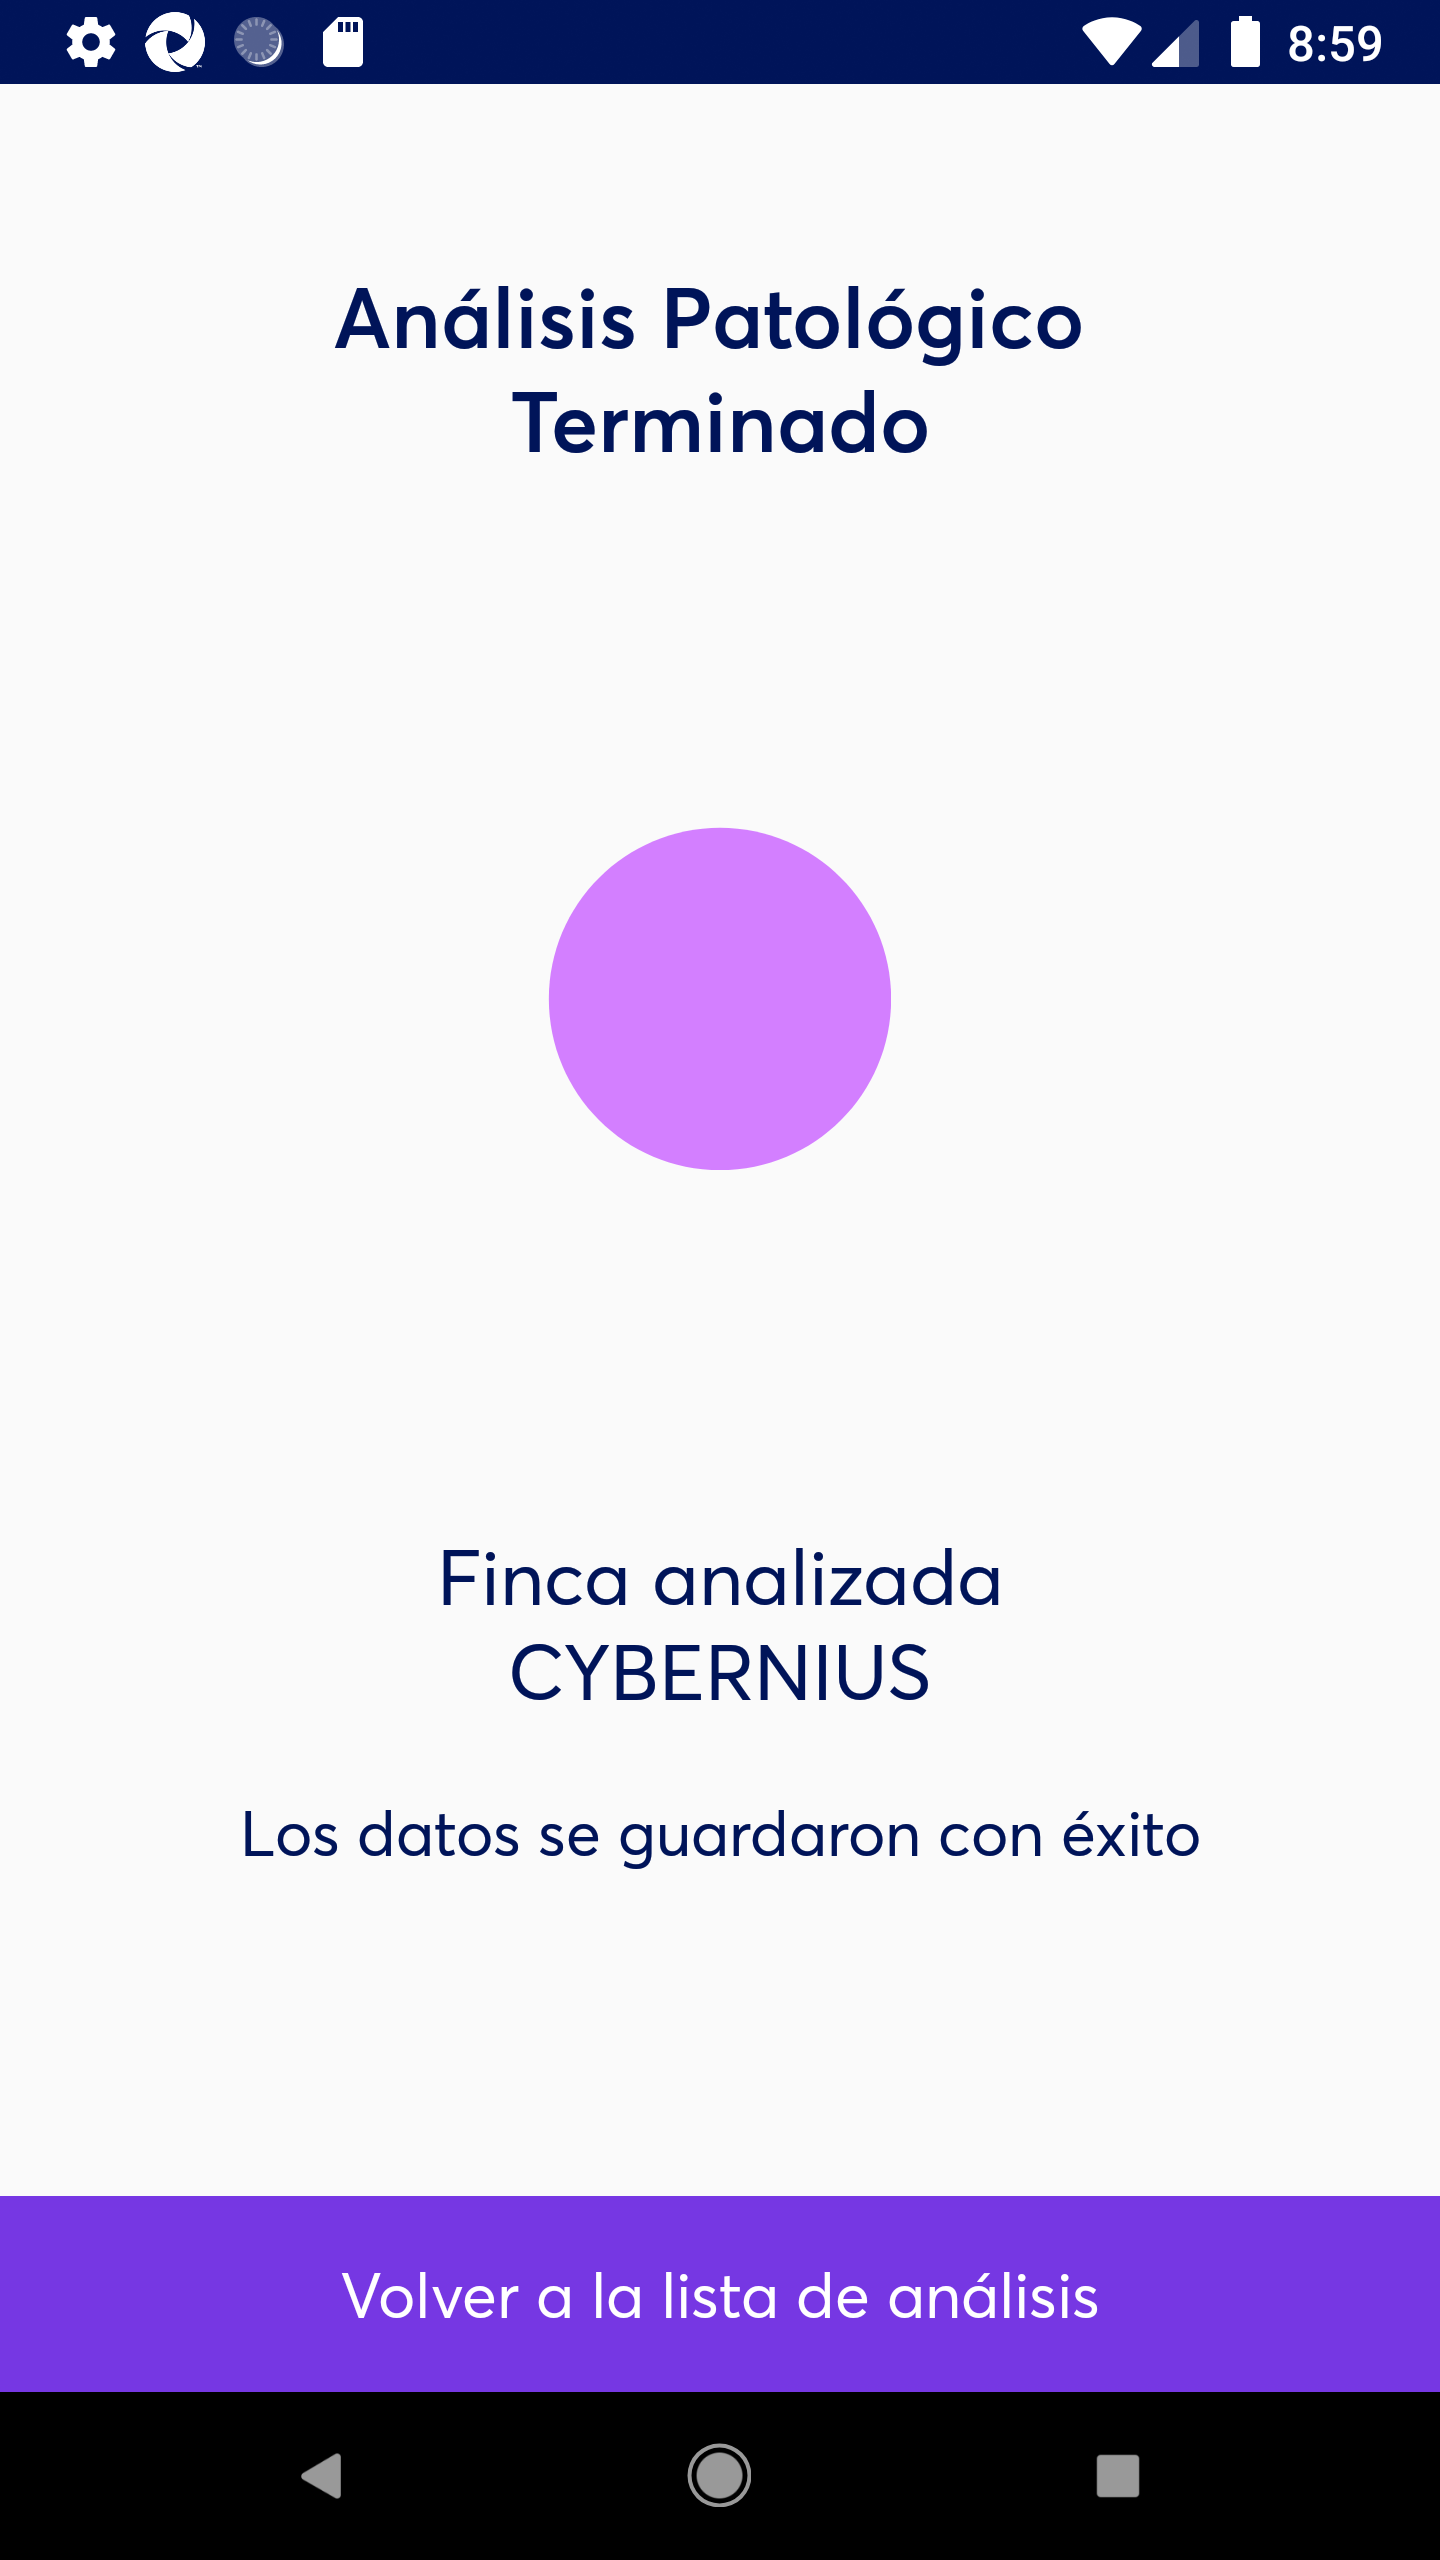 8:59
Análisis Patológico
Terminado
Finca analizada
CYBERNIUS
Los datos se guardaron con éxito
Volver a la lista de análisis